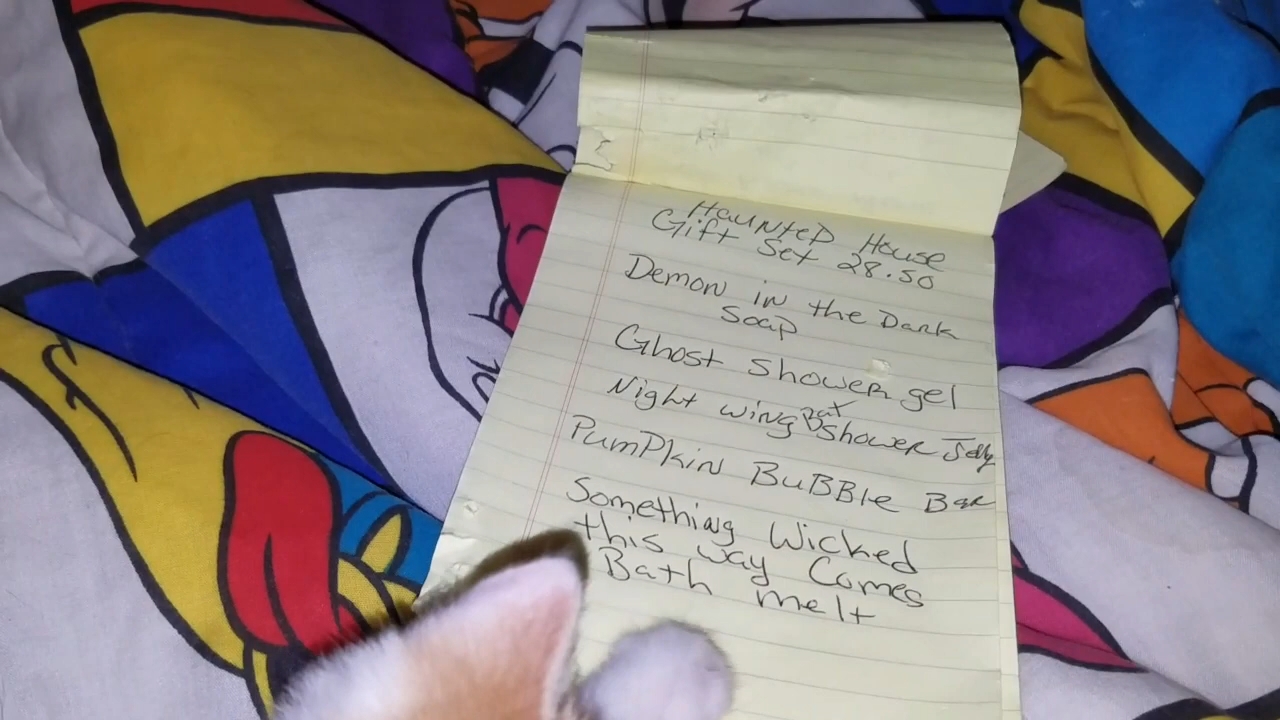 Haunted House
Gift Set 28.50
Demon in the Dark
Soap
Ghost shower gel
Night wing bat shower Jelly
Pumpkin Bubble Bar
Something Wicked
this way Comes
Bath melt